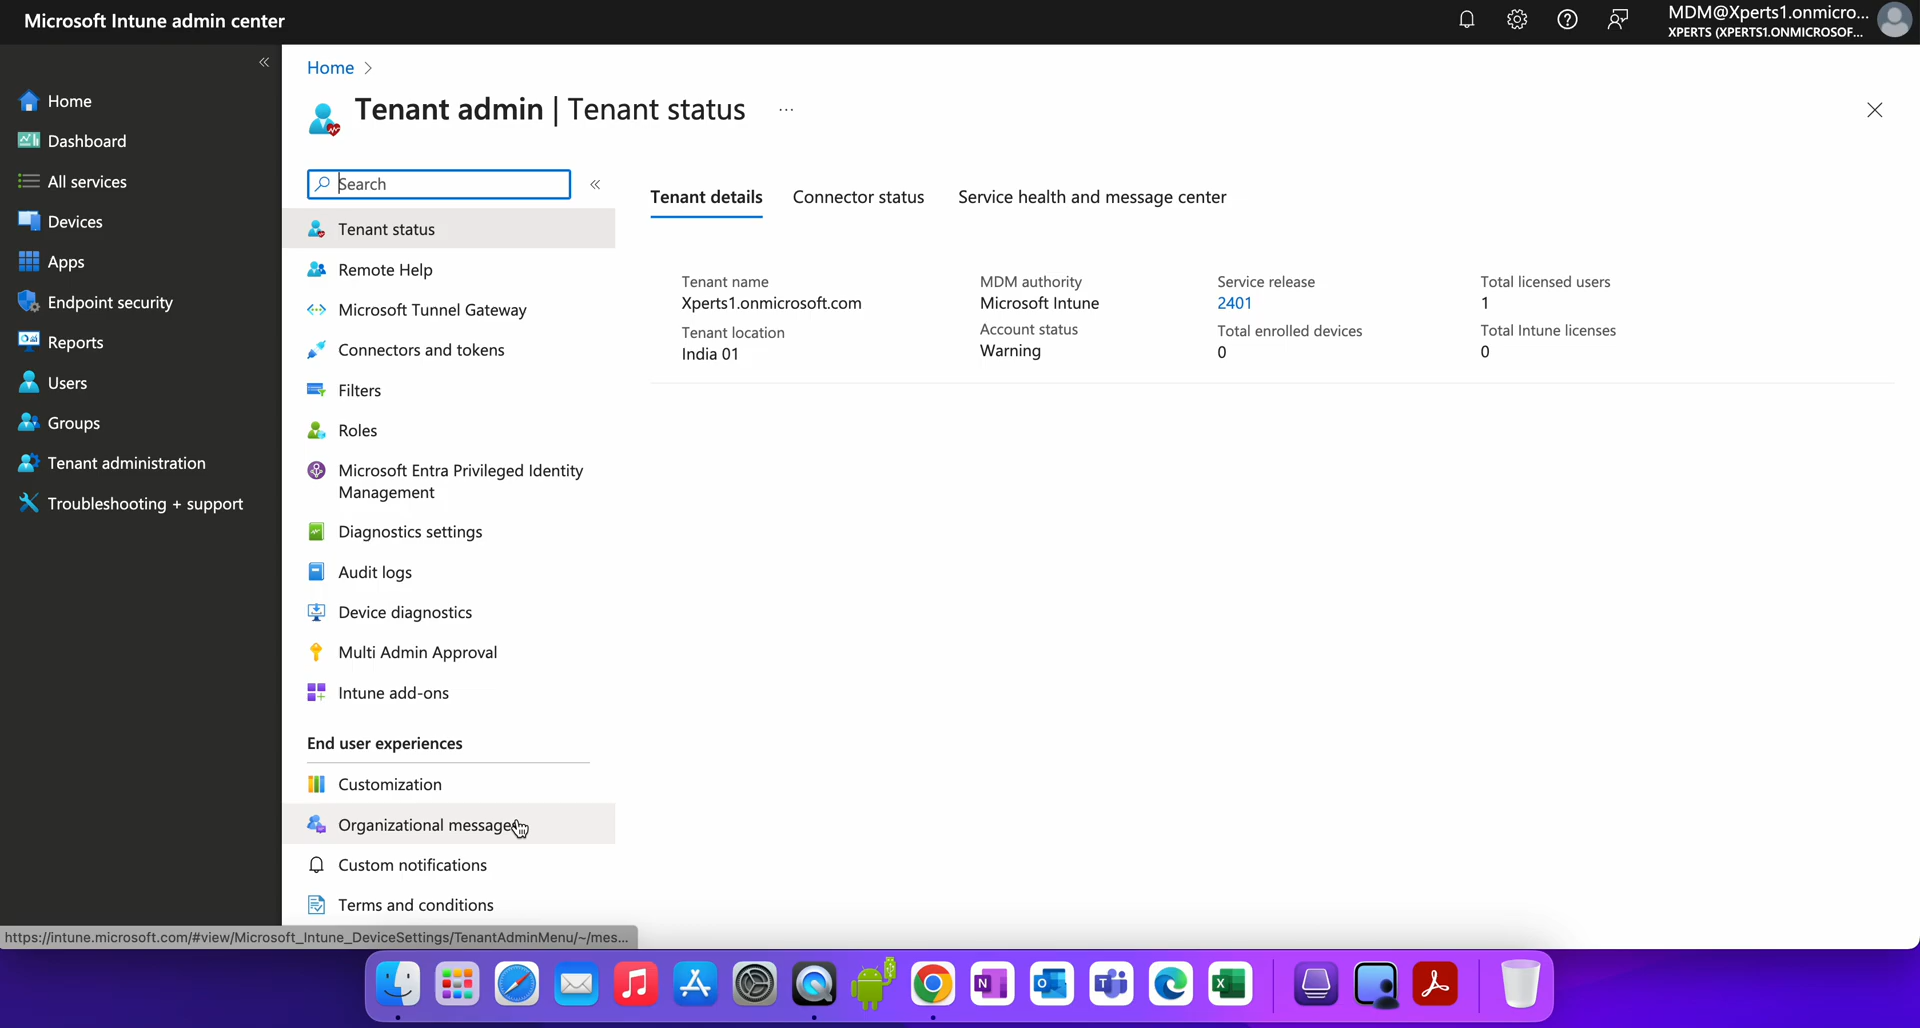 Microsoft Intune admin center
MDM@Xperts1.onmicro...
XPERTS (XPERTS1.ONMICROSOF...
Home
Dashboard
All services
Devices
Apps
Endpoint security
Reports
Users
Groups
Tenant administration
Troubleshooting + support
Home
Tenant admin | Tenant status ...
Search
Tenant status
Remote Help
Microsoft Tunnel Gateway
Connectors and tokens
Filters
Roles
Microsoft Entra Privileged Identity
Management
Diagnostics settings
Audit logs
Device diagnostics
Multi Admin Approval
Intune add-ons
End user experiences
Customization
Organizational messages
Custom notifications
Terms and conditions
Tenant details Connector status Service health and message center
Tenant name
Xperts1.onmicrosoft.com
Tenant location
India 01
MDM authority
Microsoft Intune
Account status
Warning
Service release
2401
Total enrolled devices
0
Total licensed users
1
Total Intune licenses
0
https://intune.microsoft.com/#view/Microsoft_Intune_DeviceSettings/TenantAdminMenu/~/mes...